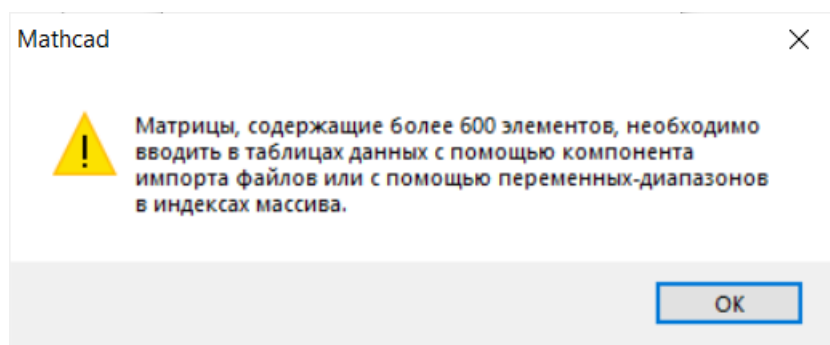 Mathcad
Матрицы, содержащие более 600 элементов, необходимо
вводить в таблицах данных с помощью компонента
импорта файлов или с помощью переменных-диапазонов
в индексах массива.
OK